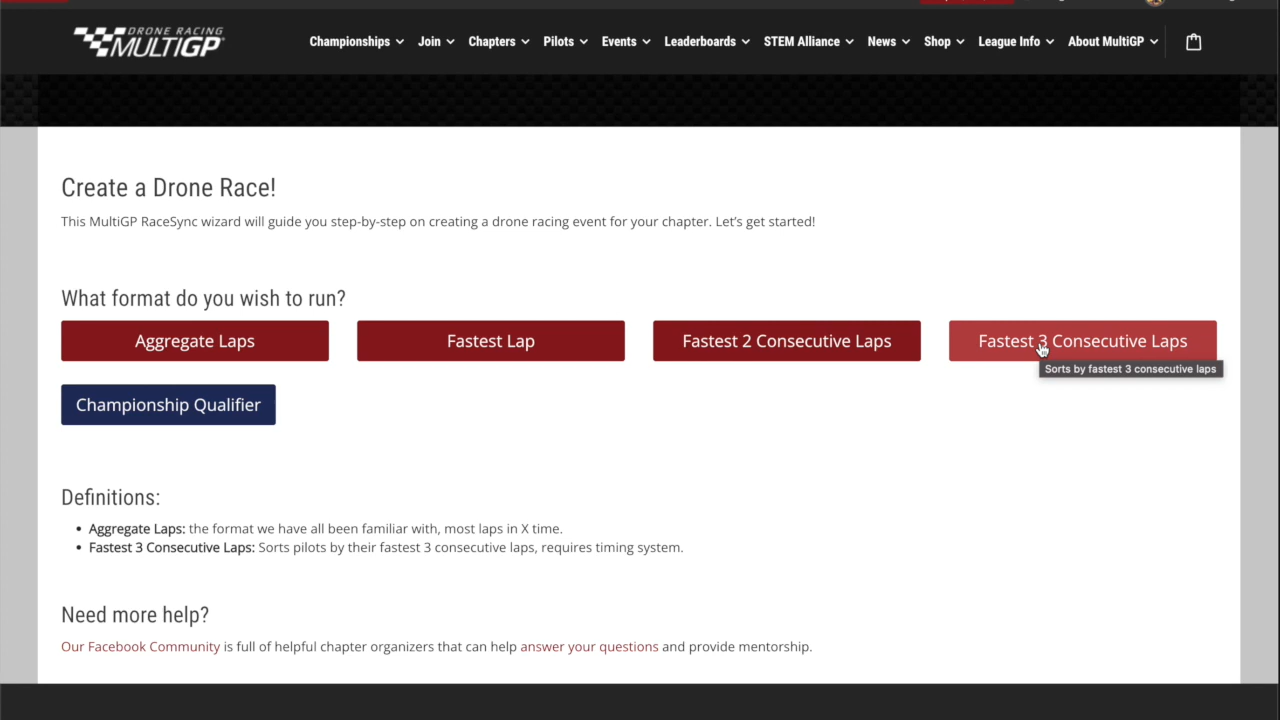 DRONE RACING
MULTIGP
Championships Join Chapters Pilots Events Leaderboards STEM Alliance News Shop League Info About MultiGP
Create a Drone Race!
This MultiGP RaceSync wizard will guide you step-by-step on creating a drone racing event for your chapter. Let's get started!
What format do you wish to run?
Aggregate Laps Fastest Lap Fastest 2 Consecutive Laps Fastest 3 Consecutive Laps
Sorts by fastest 3 consecutive laps
Championship Qualifier
Definitions:
• Aggregate Laps: the format we have all been familiar with, most laps in X time.
• Fastest 3 Consecutive Laps: Sorts pilots by their fastest 3 consecutive laps, requires timing system.
Need more help?
Our Facebook Community is full of helpful chapter organizers that can help answer your questions and provide mentorship.